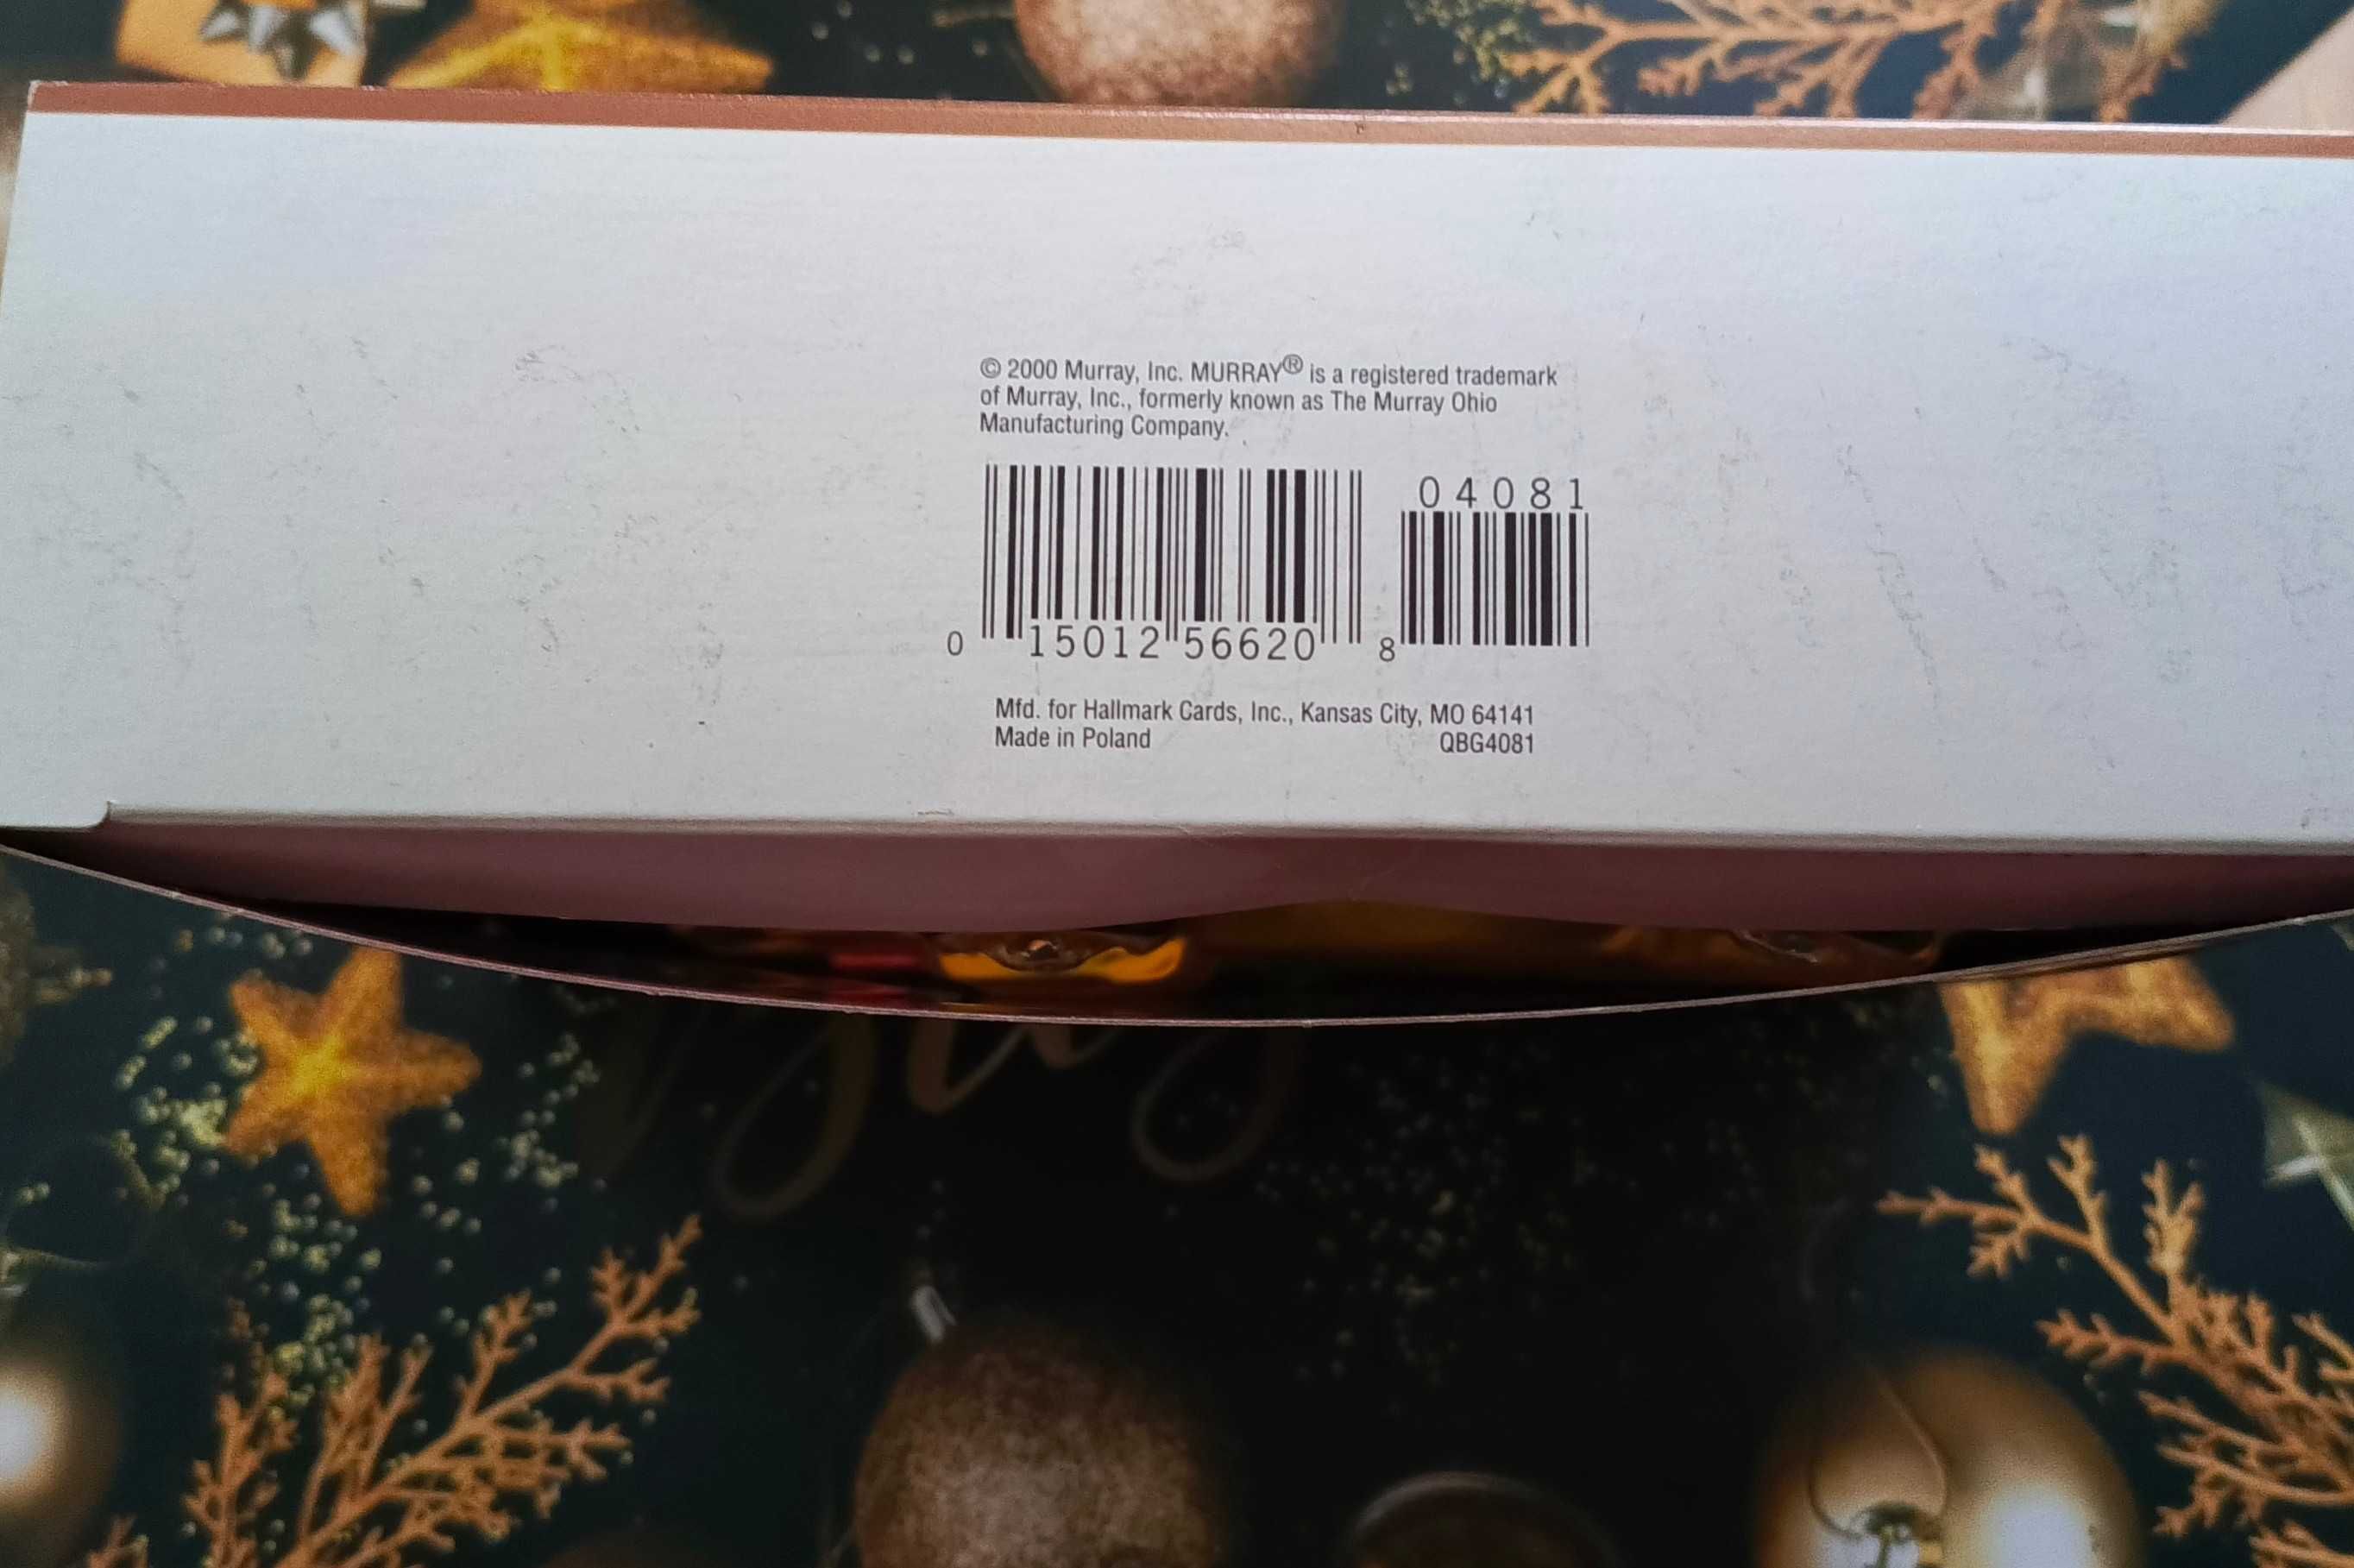 © 2000 Murray, Inc. MURRAY® is a registered trademark
of Murray, Inc., formerly known as The Murray Ohio
Manufacturing Company.
04081
0 15012 56620 8
Mfd. for Hallmark Cards, Inc., Kansas City, MO 64141
Made in Poland QBG4081